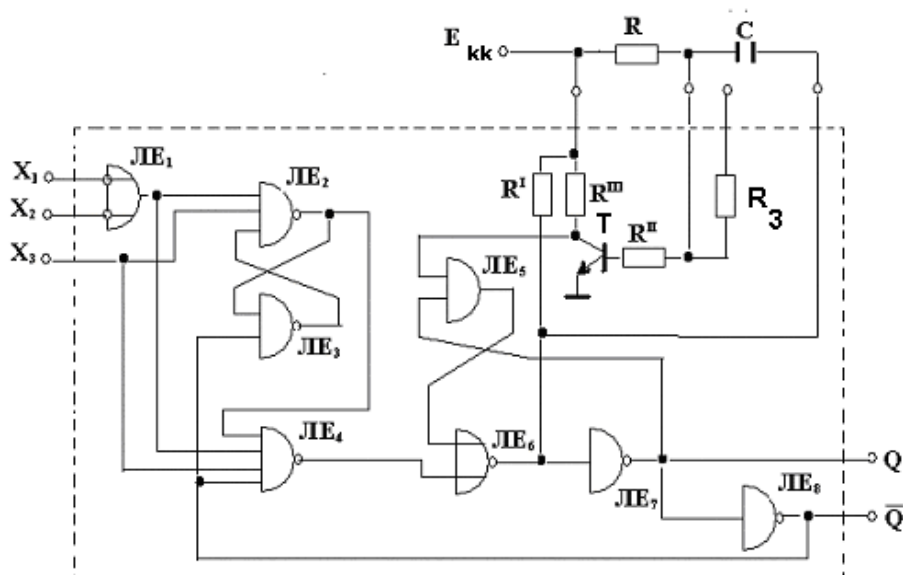 E kk
R
C
X₁
X₂
X₃
ЛЕ₁
ЛЕ₂
ЛЕ₃
ЛЕ₄
ЛЕ₅
ЛЕ₆
ЛЕ₇
ЛЕ₈
Rᴵ
Rᴵᴵᴵ
T
Rᴵᴵ
R₃
Q
Q̅